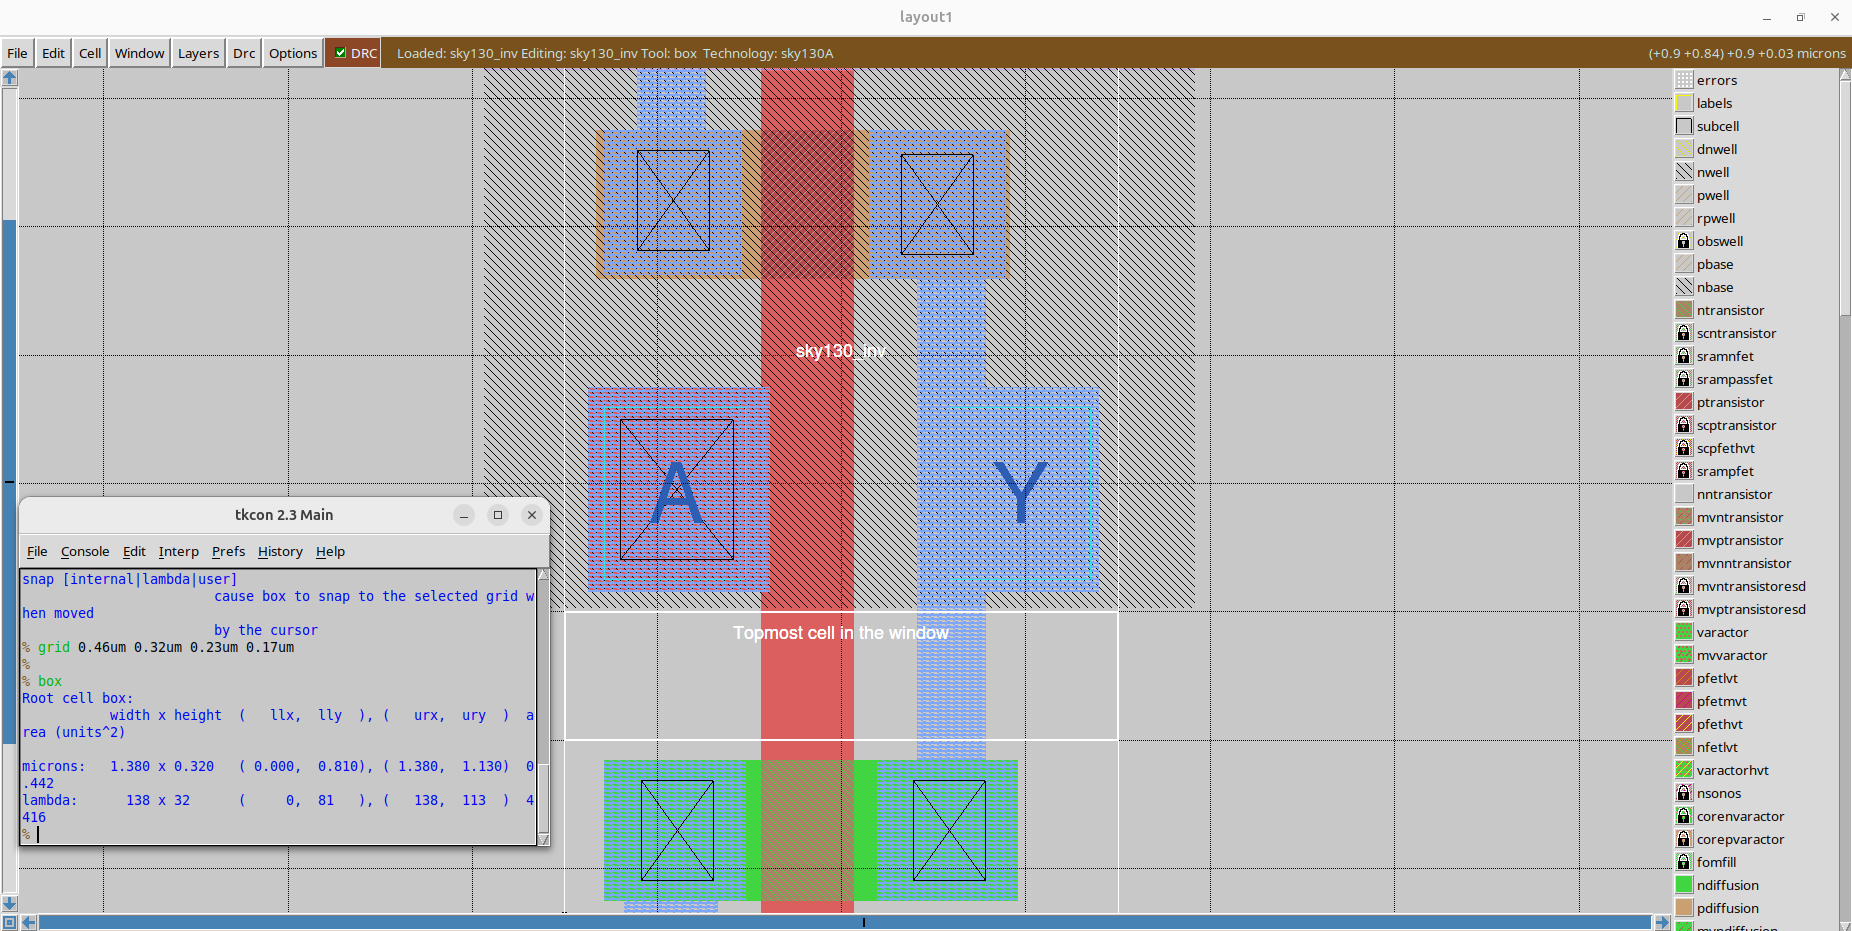 layout1
File Edit Cell Window Layers Drc Options DRC Loaded: sky130_inv Editing: sky130_inv Tool: box Technology: sky130A (+0.9 +0.84) +0.9 +0.03 microns
sky130_inv
A
Y
Topmost cell in the window
tkcon 2.3 Main
File Console Edit Interp Prefs History Help
snap [internal|lambda|user]
cause box to snap to the selected grid w
hen moved
by the cursor
% grid 0.46um 0.32um 0.23um 0.17um
%
% box
Root cell box:
width x height ( llx, lly ), ( urx, ury ) a
rea (units^2)
microns: 1.380 x 0.320 ( 0.000, 0.810), ( 1.380, 1.130) 0
.442
lambda: 138 x 32 ( 0, 81 ), ( 138, 113 ) 4
416
%
errors
labels
subcell
dnwell
nwell
pwell
rpwell
obswell
pbase
nbase
ntransistor
scntransistor
sramnfet
srampassfet
ptransistor
scptransistor
scpfethvt
srampfet
nntransistor
mvntransistor
mvptransistor
mvnntransistor
mvntransistoresd
mvptransistoresd
varactor
mvvaractor
pfetlvt
pfetmvt
pfethvt
nfetlvt
varactorhvt
nsonos
corenvaractor
corepvaractor
fomfill
ndiffusion
pdiffusion
mvndiffusion